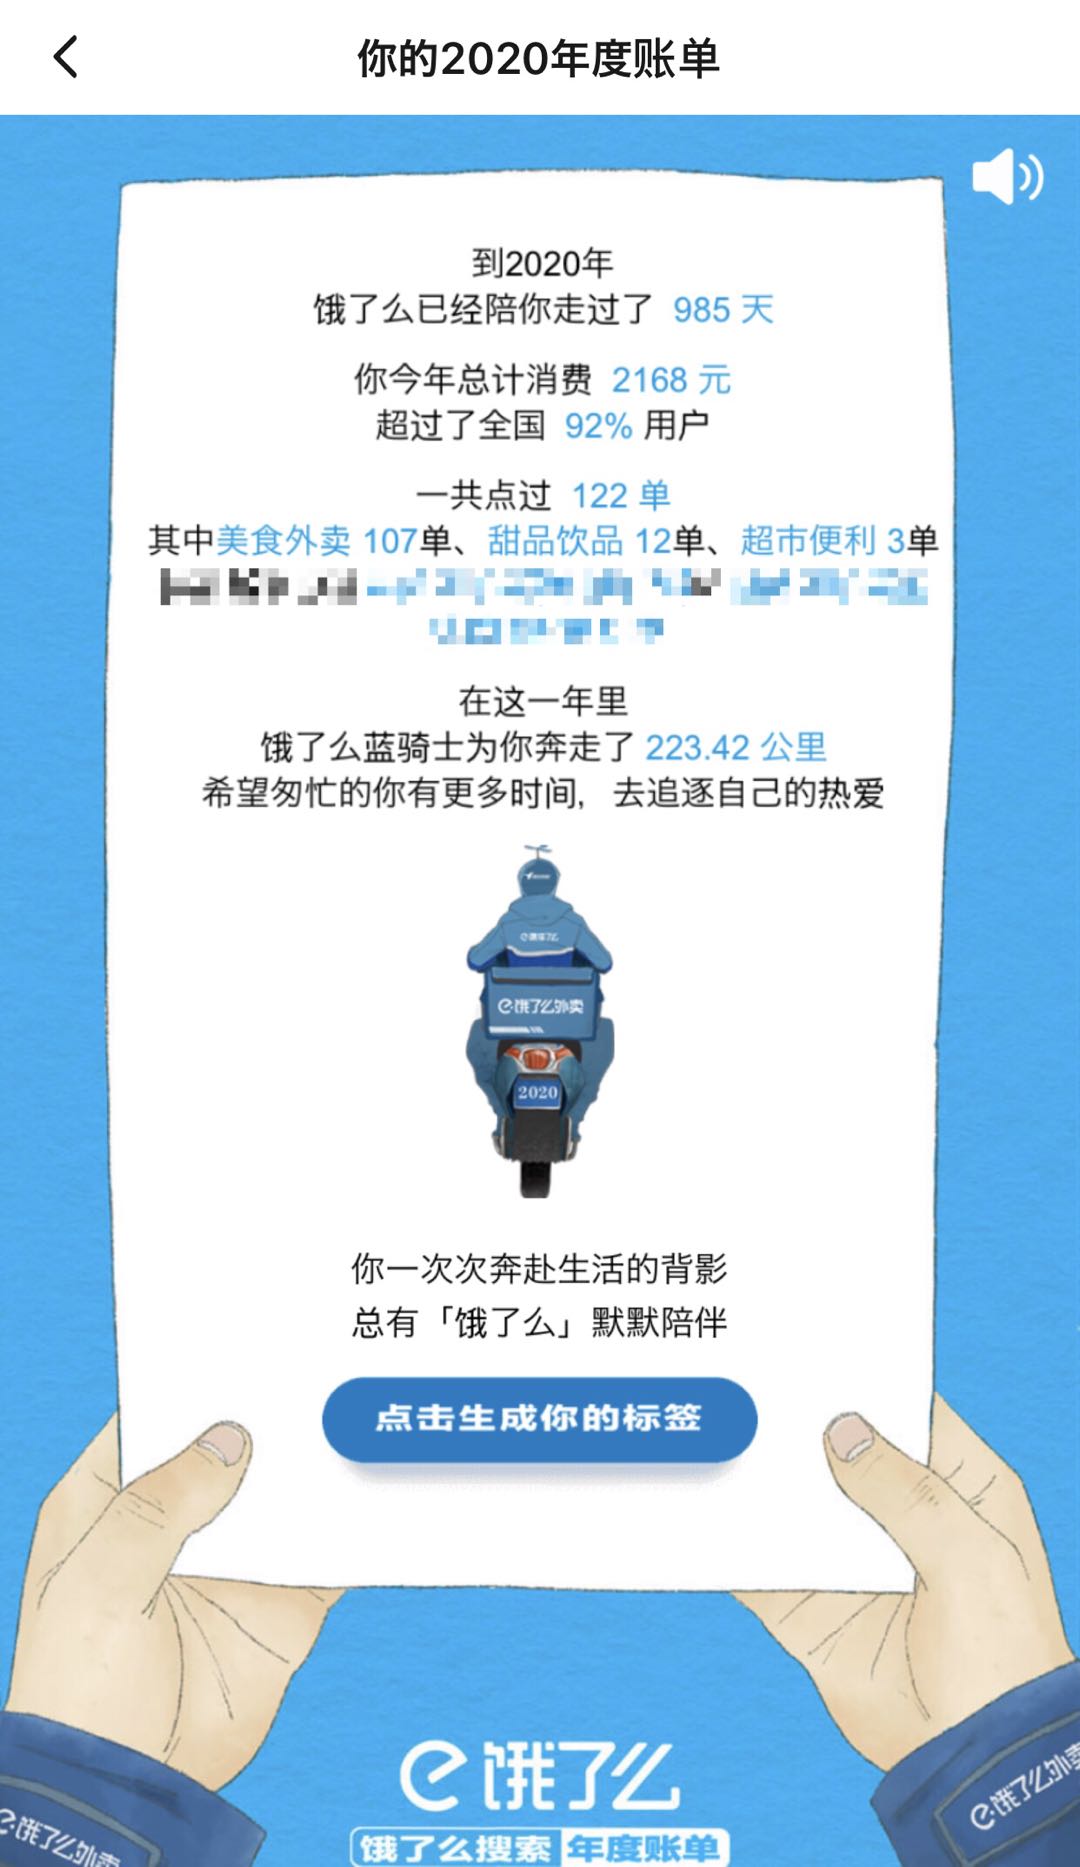 你的2020年度账单
到2020年
饿了么已经陪你走过了 985 天
你今年总计消费 2168 元
超过了全国 92% 用户
一共点过 122 单
其中美食外卖 107单、甜品饮品 12单、超市便利 3单
在这一年里
饿了么蓝骑士为你奔走了 223.42 公里
希望匆忙的你有更多时间，去追逐自己的热爱
e饿了么
e饿了么外卖
2020
你一次次奔赴生活的背影
总有「饿了么」默默陪伴
点击生成你的标签
e饿了么外卖
e饿了么外卖
e饿了么
饿了么搜索 年度账单